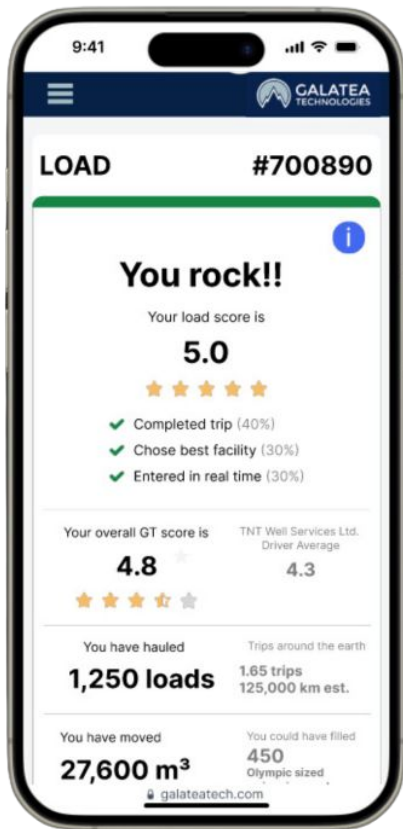 9:41
GALATEA
TECHNOLOGIES
LOAD #700890
i
You rock!!
Your load score is
5.0
Completed trip (40%)
Chose best facility (30%)
Entered in real time (30%)
Your overall GT score is
4.8
TNT Well Services Ltd.
Driver Average
4.3
You have hauled
1,250 loads
Trips around the earth
1.65 trips
125,000 km est.
You have moved
27,600 m³
You could have filled
450
Olympic sized
galateatech.com